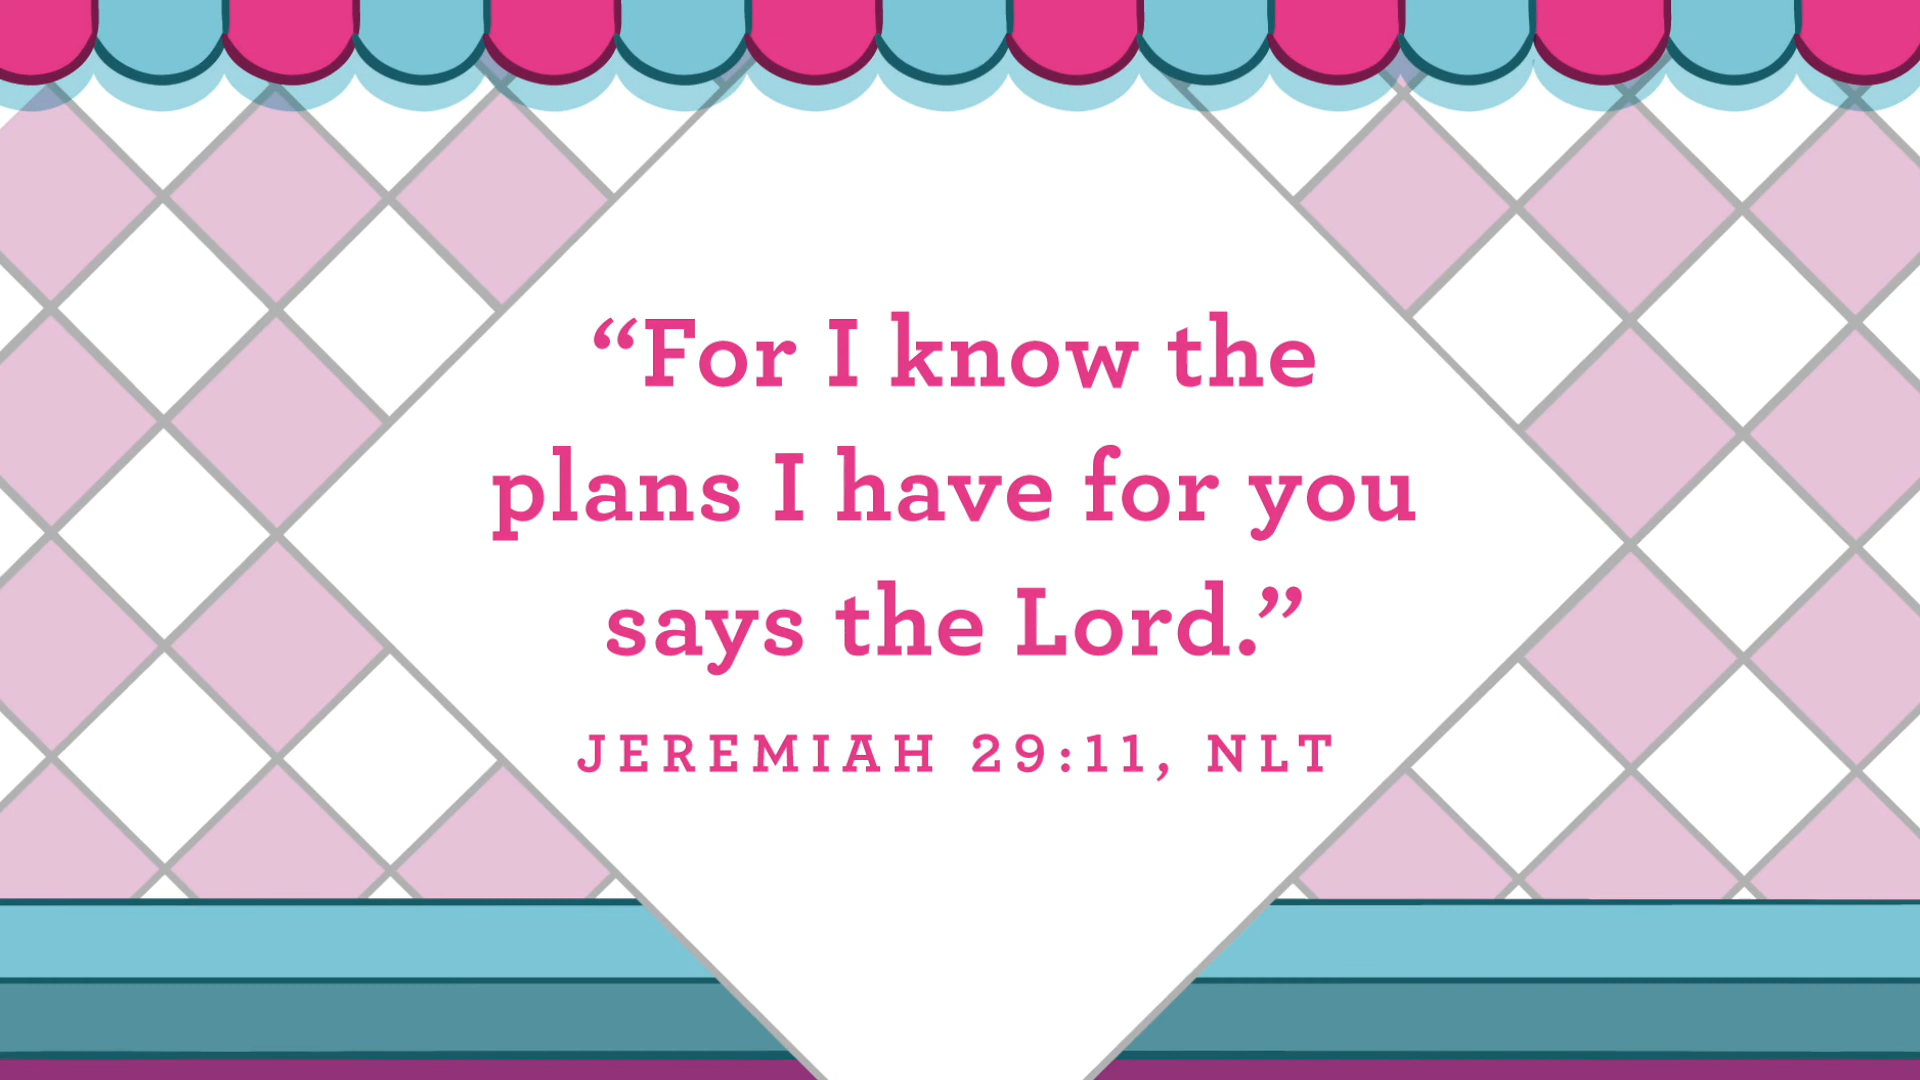 “For I know the
plans I have for you
says the Lord.”
JEREMIAH 29:11, NLT